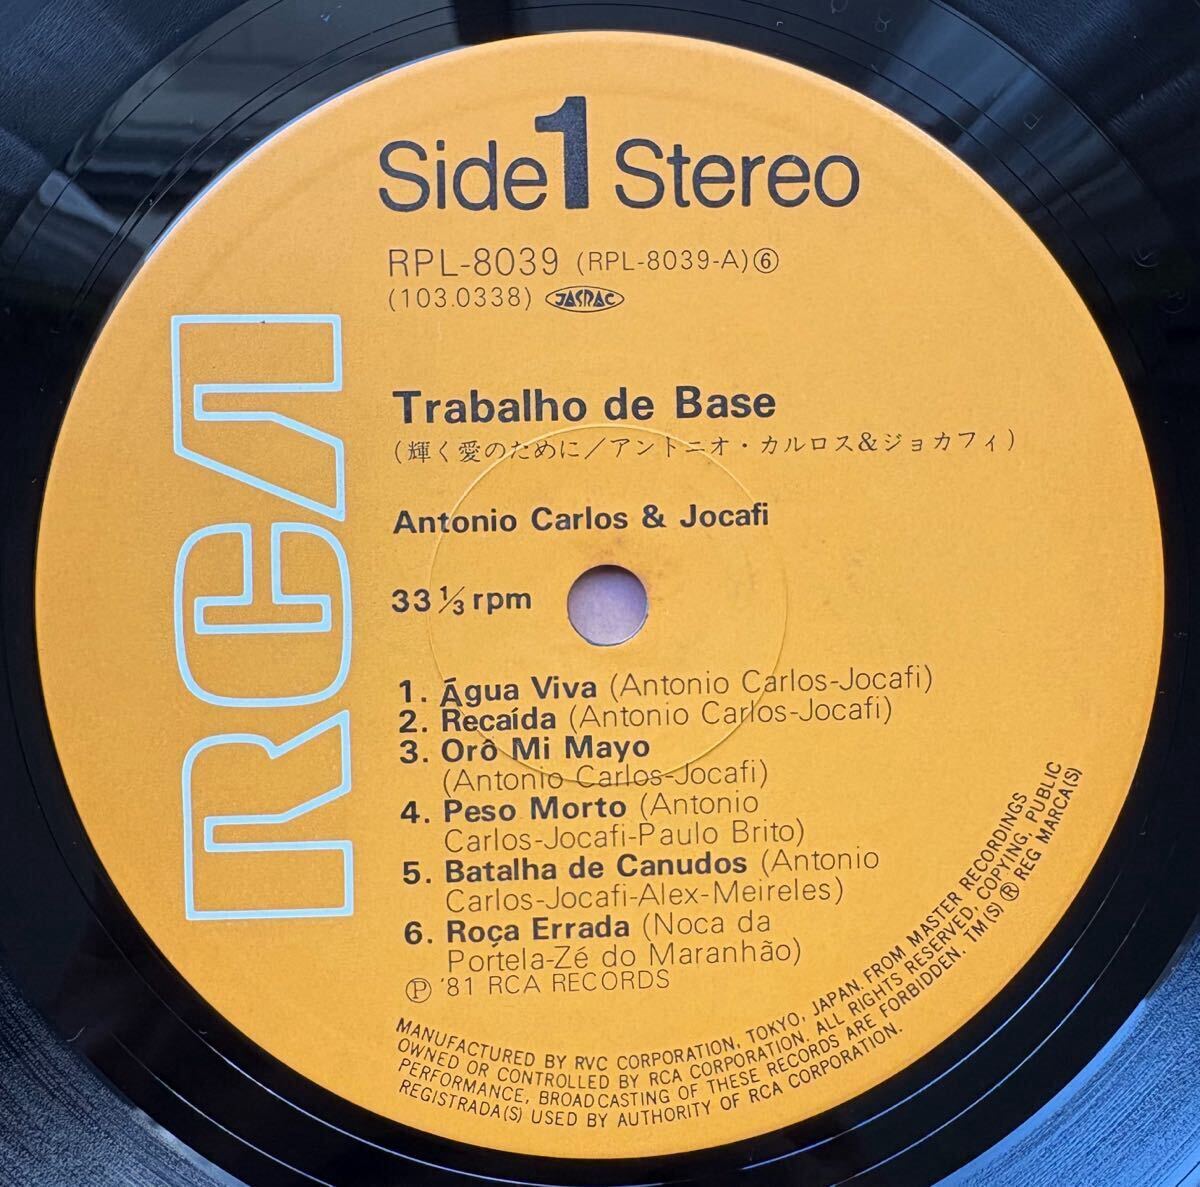 Side 1 Stereo
RPL-8039 (RPL-8039-A)⑥
(103.0338) JASRAC
RCA
Trabalho de Base
(輝く愛のために/アントニオ・カルロス&ジョカフィ)
Antonio Carlos & Jocafi
33 1/3 rpm
1. Água Viva (Antonio Carlos-Jocafi)
2. Recaída (Antonio Carlos-Jocafi)
3. Orô Mi Mayo
(Antonio Carlos-Jocafi)
4. Peso Morto (Antonio
Carlos-Jocafi-Paulo Brito)
5. Batalha de Canudos (Antonio
Carlos-Jocafi-Alex-Meireles)
6. Roça Errada (Noca da
Portela-Zé do Maranhão)
℗ '81 RCA RECORDS
MANUFACTURED BY RVC CORPORATION, TOKYO, JAPAN, FROM MASTER RECORDINGS
OWNED OR CONTROLLED BY RCA CORPORATION. ALL RIGHTS RESERVED, COPYING, PUBLIC
PERFORMANCE, BROADCASTING OF THESE RECORDS ARE FORBIDDEN. TM(S) ® REG MARCA(S)
REGISTRADA(S) USED BY AUTHORITY OF RCA CORPORATION.